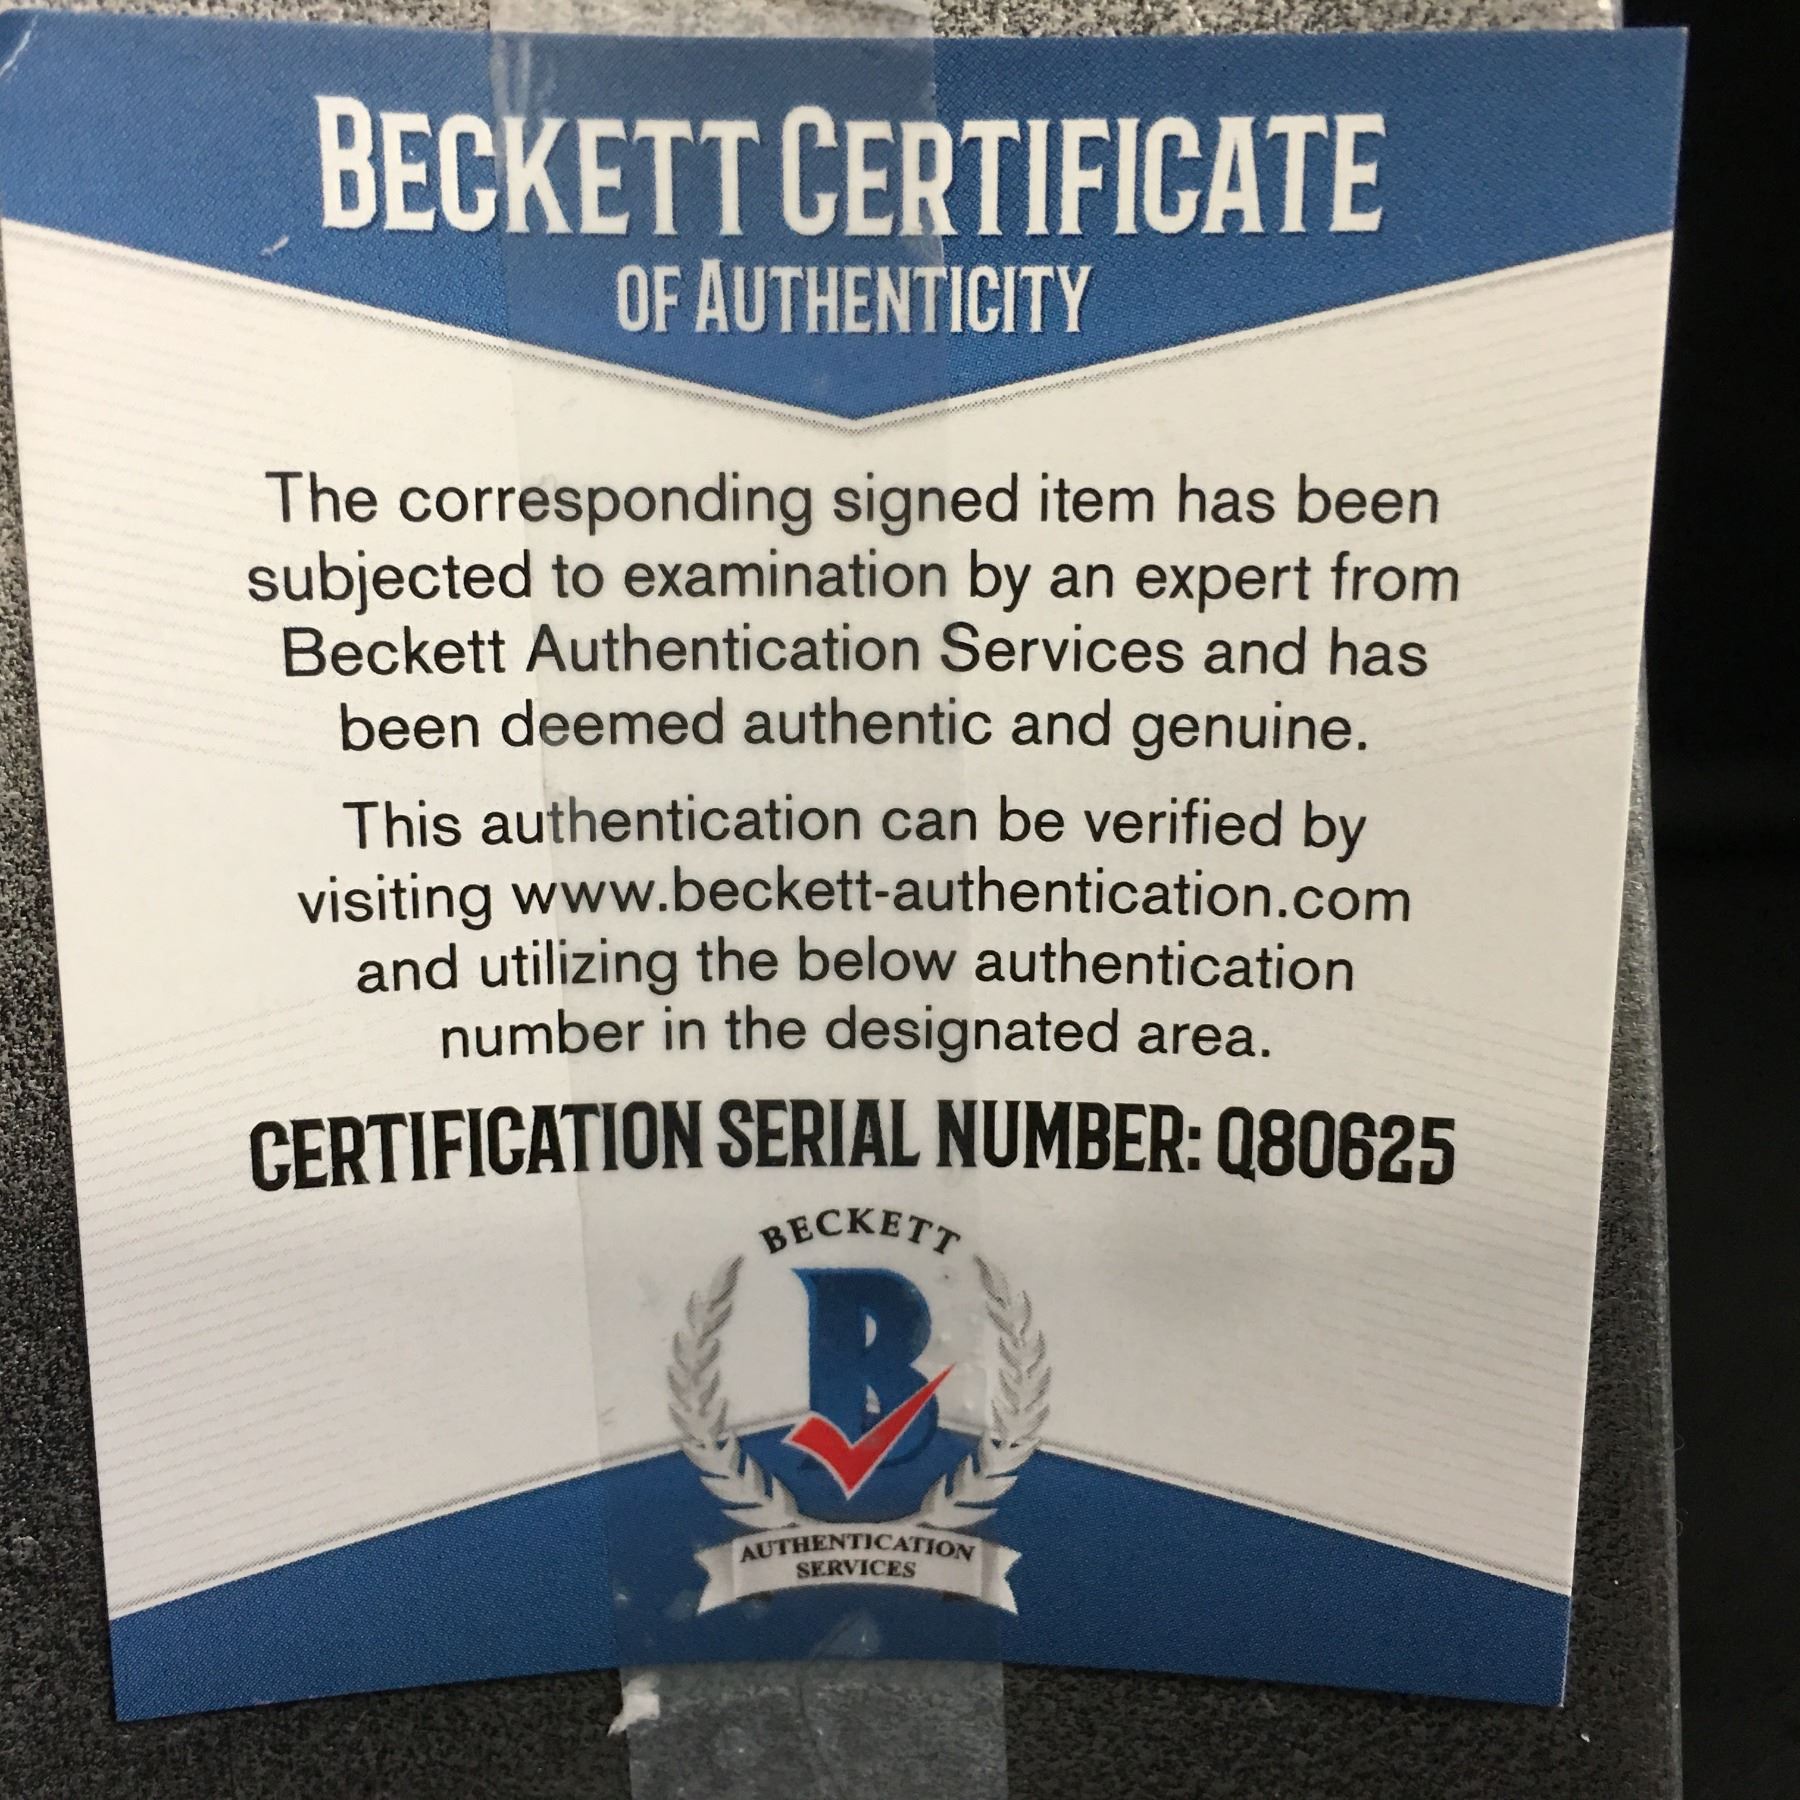 BECKETT CERTIFICATE
OF AUTHENTICITY
The corresponding signed item has been
subjected to examination by an expert from
Beckett Authentication Services and has
been deemed authentic and genuine.
This authentication can be verified by
visiting www.beckett-authentication.com
and utilizing the below authentication
number in the designated area.
CERTIFICATION SERIAL NUMBER: Q80625
BECKETT
B
AUTHENTICATION
SERVICES